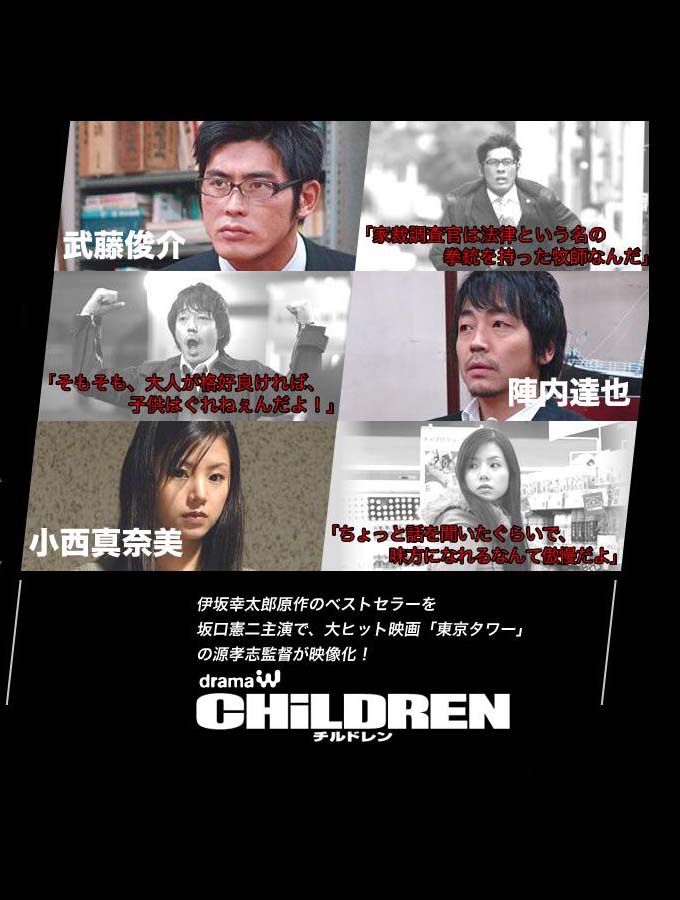 武藤俊介
「家裁調査官は法律という名の
拳銃を持った牧師なんだ」
「そもそも、大人が格好良ければ、
子供はぐれねぇんだよ！」
陣内達也
小西真奈美
「ちょっと話を聞いたぐらいで、
味方になれるなんて傲慢だよ」
伊坂幸太郎原作のベストセラーを
坂口憲二主演で、大ヒット映画「東京タワー」
の源孝志監督が映像化！
drama W
CHiLDREN
チルドレン